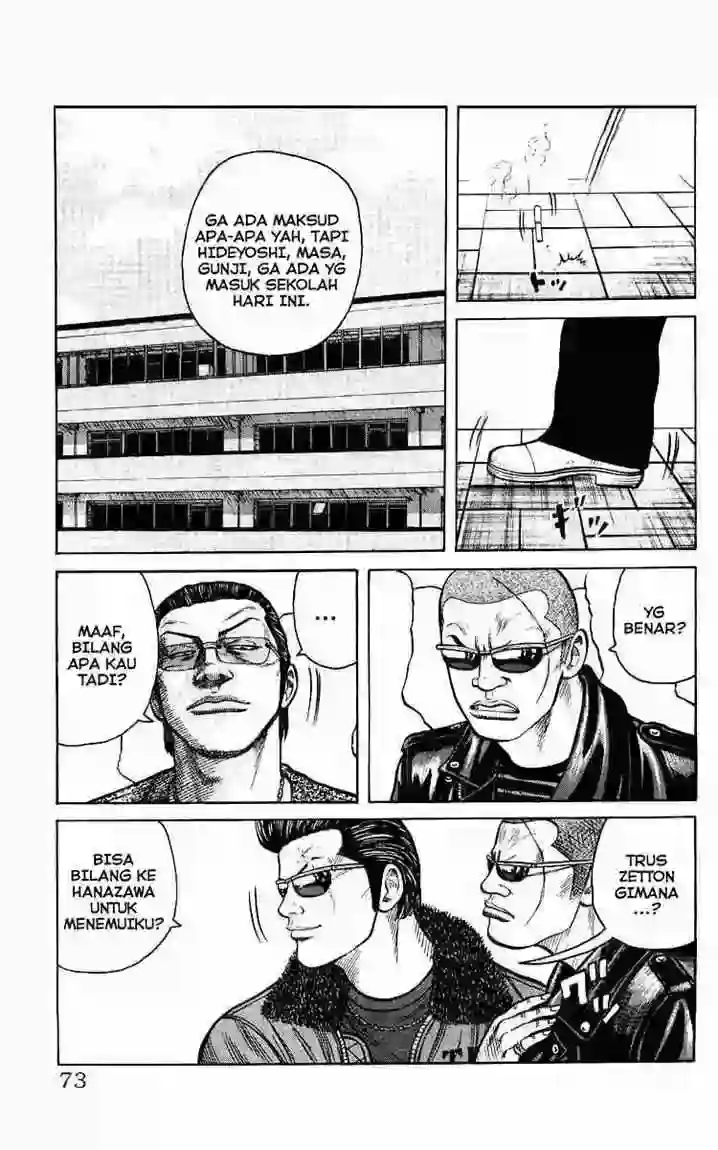 GA ADA MAKSUD
APA-APA YAH, TAPI
HIDEYOSHI, MASA,
GUNJI, GA ADA YG
MASUK SEKOLAH
HARI INI.
YG
BENAR?
...
MAAF,
BILANG
APA KAU
TADI?
TRUS
ZETTON
GIMANA
...?
BISA
BILANG KE
HANAZAWA
UNTUK
MENEMUIKU?
73